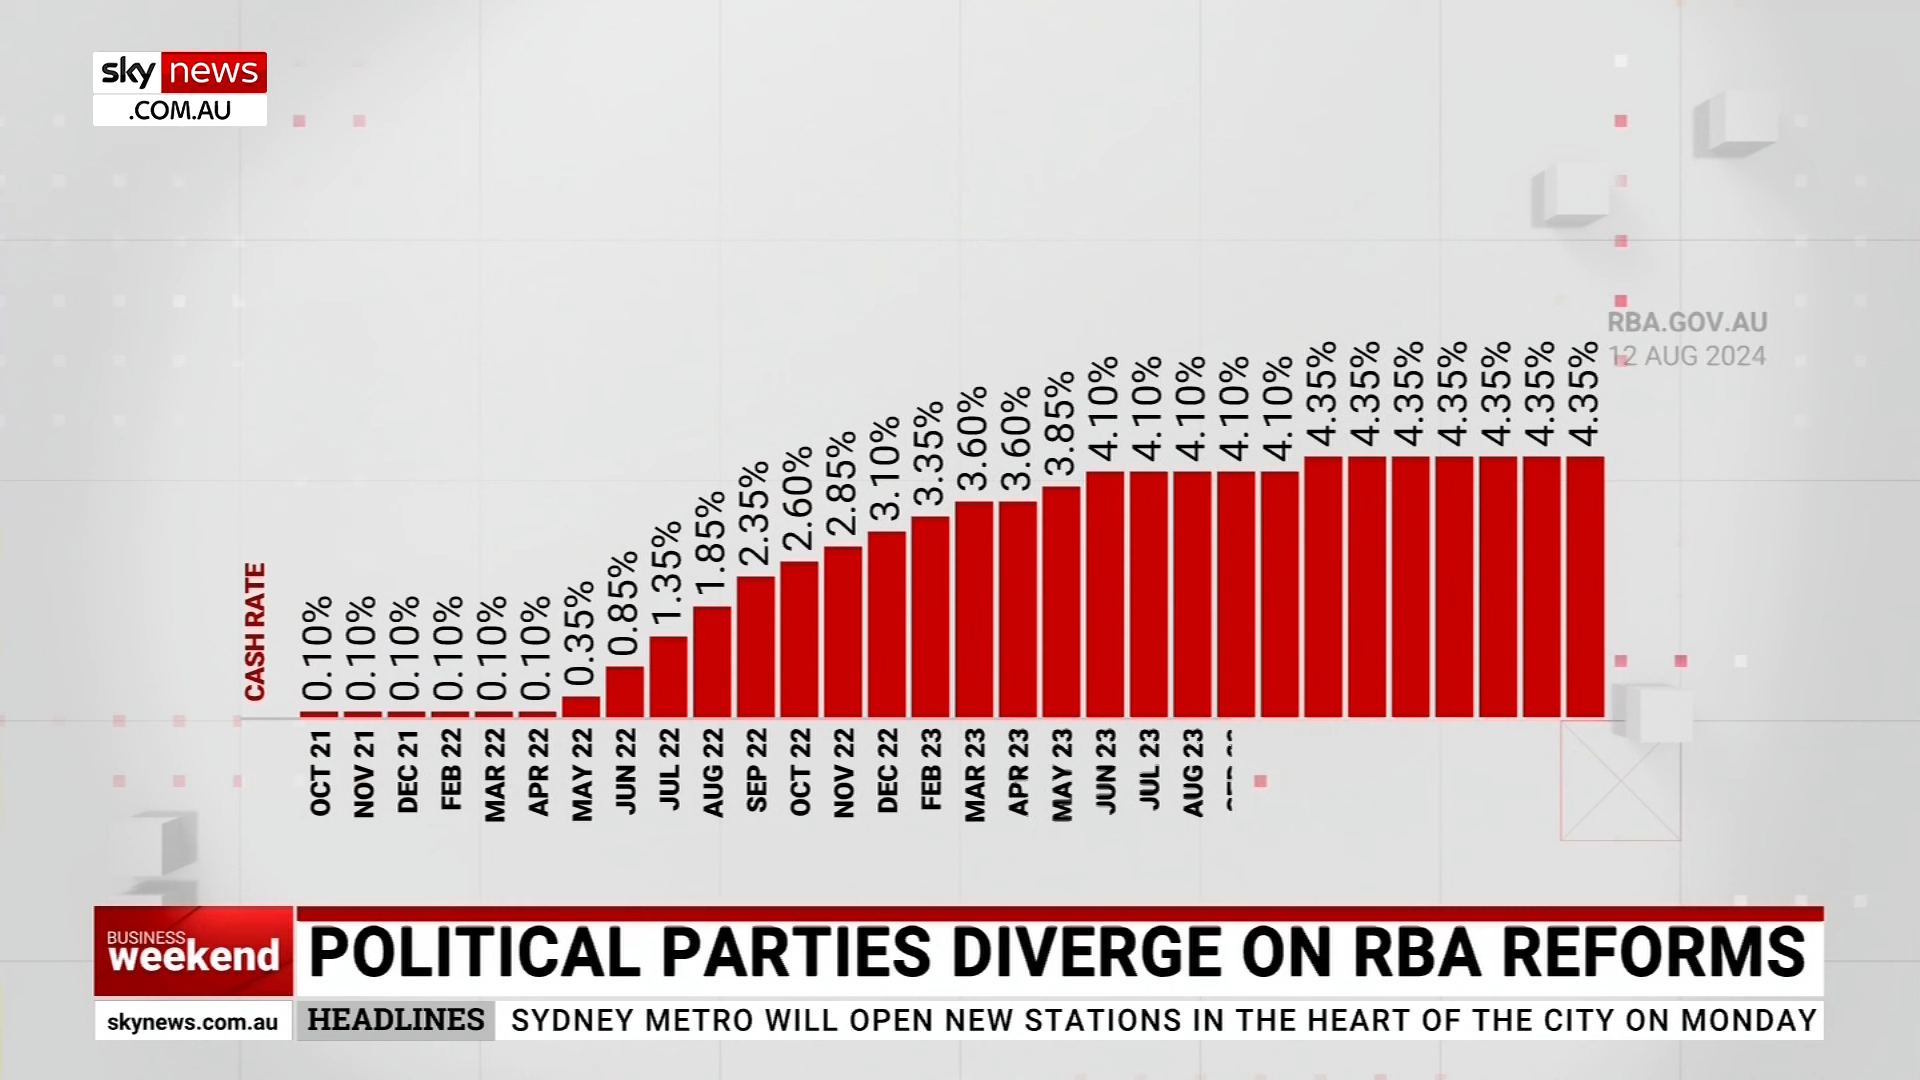 sky news
.COM.AU
RBA.GOV.AU
12 AUG 2024
CASH RATE
0.10%
0.10%
0.10%
0.10%
0.10%
0.10%
0.35%
0.85%
1.35%
1.85%
2.35%
2.60%
2.85%
3.10%
3.35%
3.60%
3.60%
3.85%
4.10%
4.10%
4.10%
4.10%
4.10%
4.35%
4.35%
4.35%
4.35%
4.35%
4.35%
4.35%
OCT 21
NOV 21
DEC 21
FEB 22
MAR 22
APR 22
MAY 22
JUN 22
JUL 22
AUG 22
SEP 22
OCT 22
NOV 22
DEC 22
FEB 23
MAR 23
APR 23
MAY 23
JUN 23
JUL 23
AUG 23
BUSINESS
weekend
POLITICAL PARTIES DIVERGE ON RBA REFORMS
skynews.com.au
HEADLINES
SYDNEY METRO WILL OPEN NEW STATIONS IN THE HEART OF THE CITY ON MONDAY